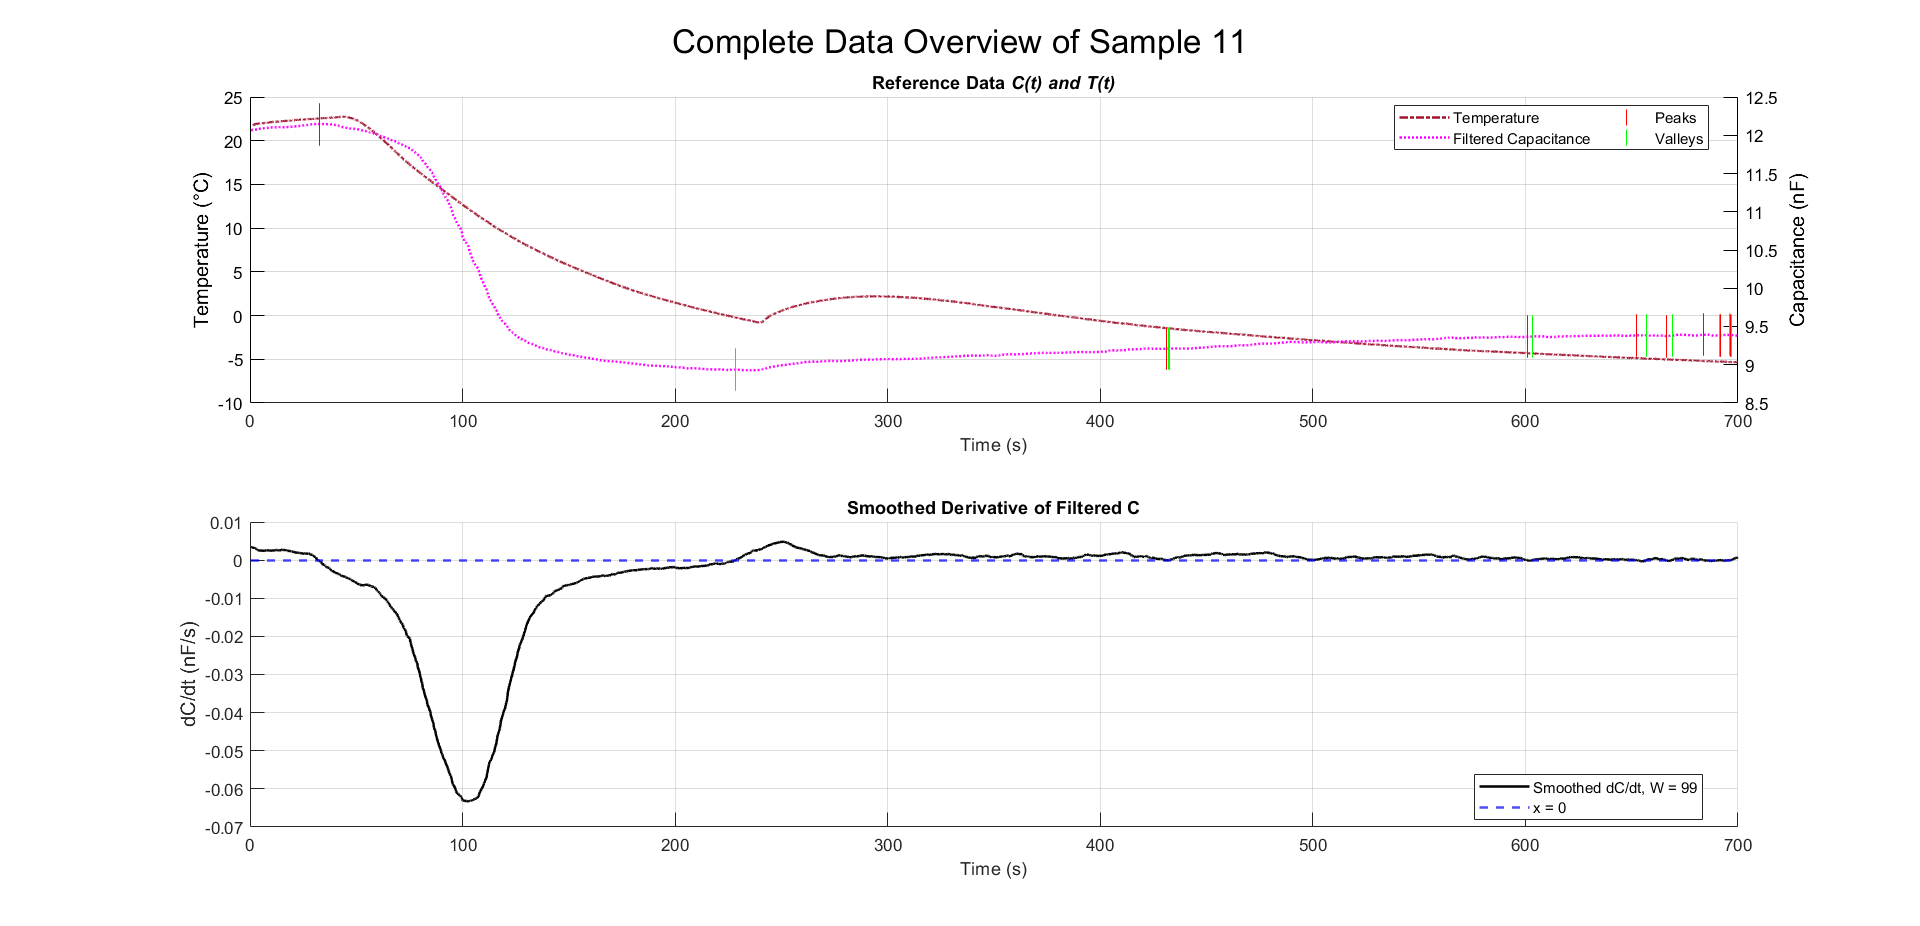 Complete Data Overview of Sample 11
Reference Data C(t) and T(t)
25
20
15
10
5
0
-5
-10
Temperature (°C)
12.5
12
11.5
11
10.5
10
9.5
9
8.5
Capacitance (nF)
Temperature
Filtered Capacitance
Peaks
Valleys
0 100 200 300 400 500 600 700
Time (s)
Smoothed Derivative of Filtered C
0.01
0
-0.01
-0.02
-0.03
-0.04
-0.05
-0.06
-0.07
dC/dt (nF/s)
Smoothed dC/dt, W = 99
x = 0
0 100 200 300 400 500 600 700
Time (s)